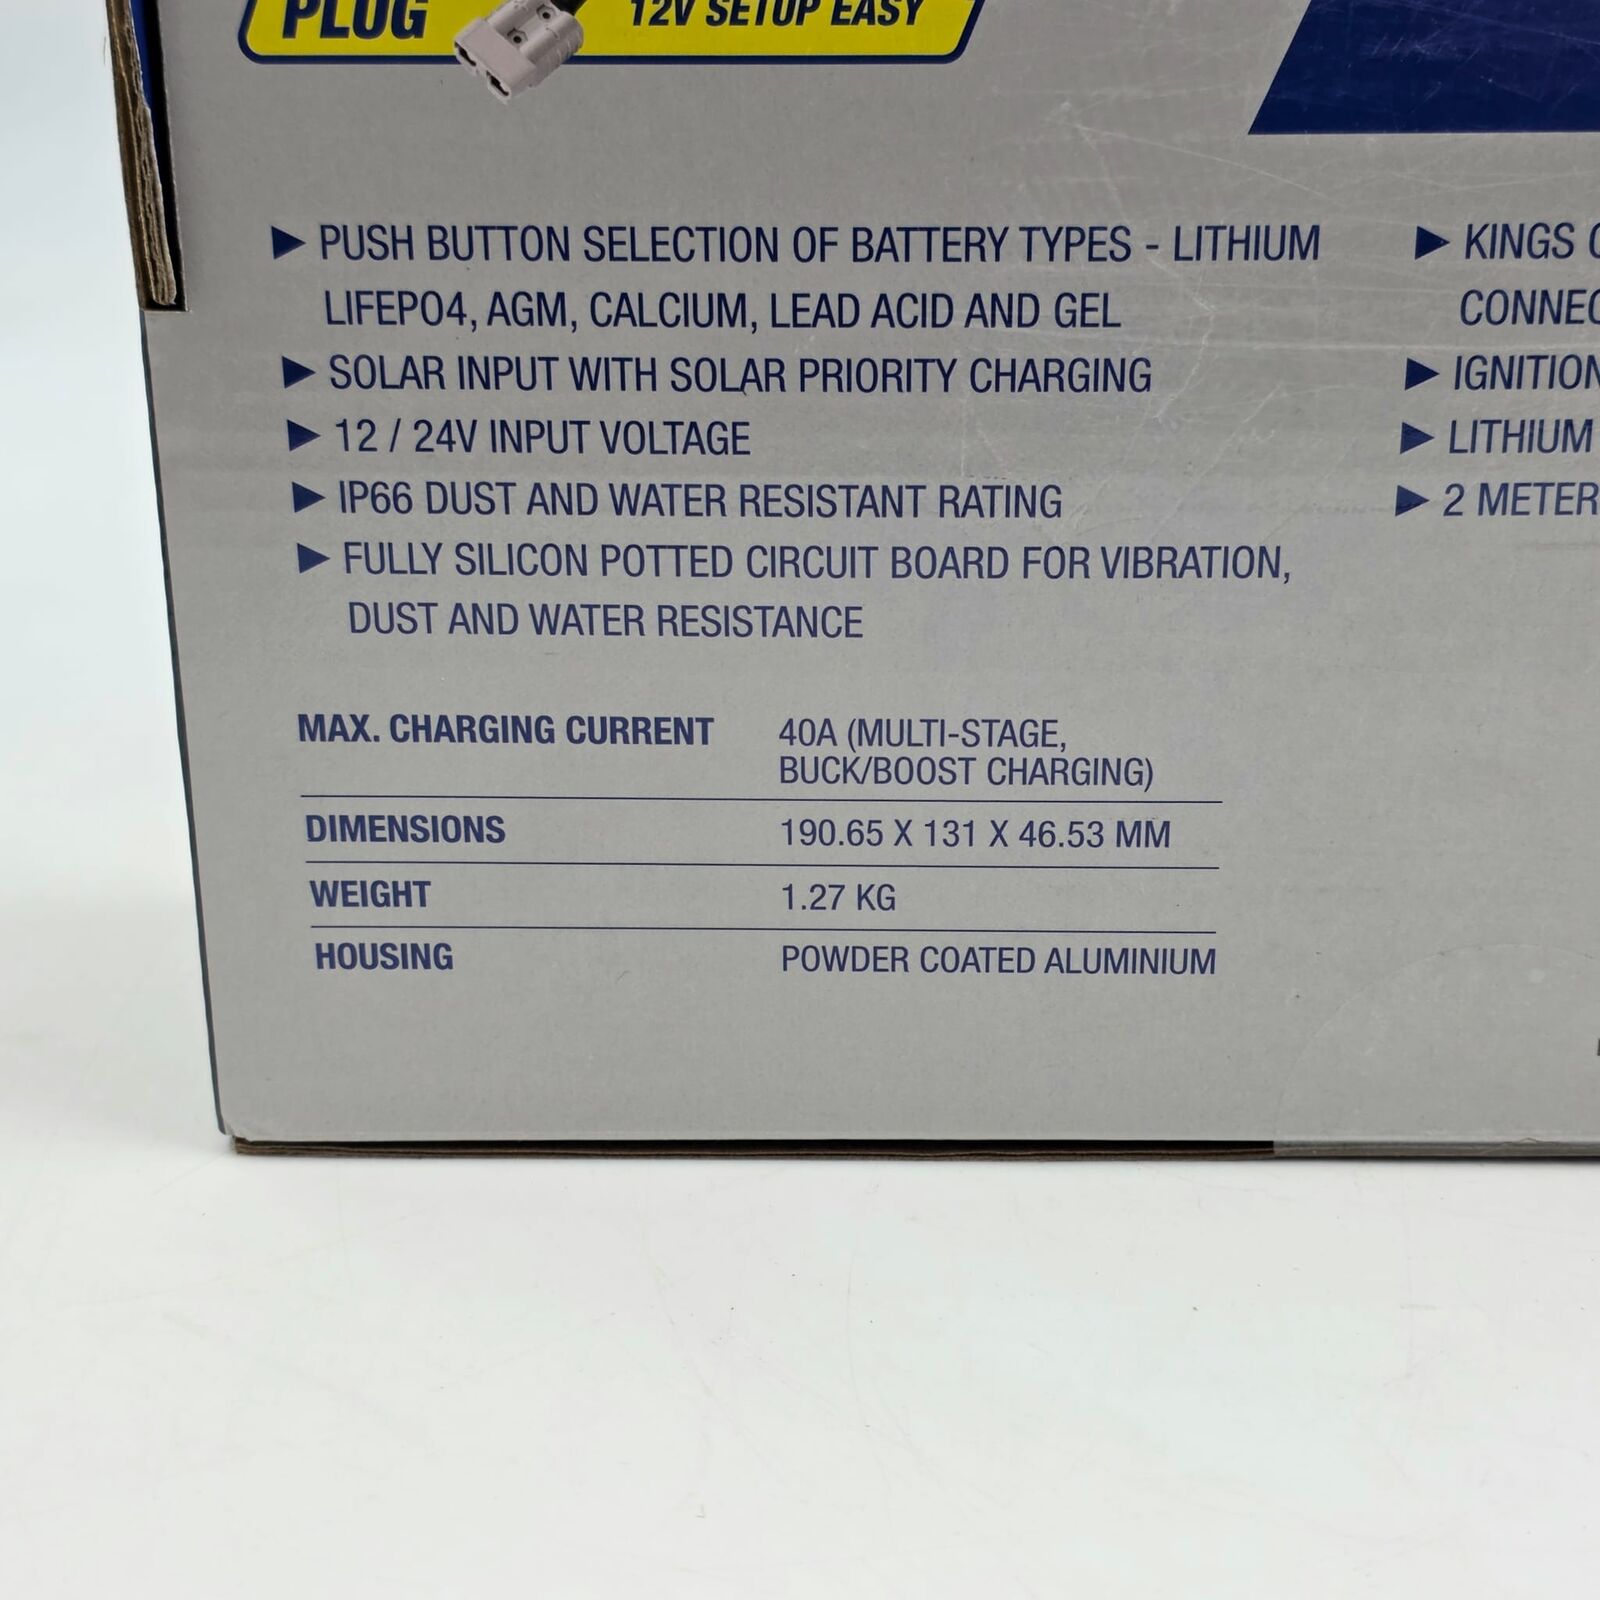 PLUG
12V SETUP EASY
▶ PUSH BUTTON SELECTION OF BATTERY TYPES - LITHIUM
LIFEPO4, AGM, CALCIUM, LEAD ACID AND GEL
▶ SOLAR INPUT WITH SOLAR PRIORITY CHARGING
▶ 12 / 24V INPUT VOLTAGE
▶ IP66 DUST AND WATER RESISTANT RATING
▶ FULLY SILICON POTTED CIRCUIT BOARD FOR VIBRATION,
DUST AND WATER RESISTANCE
▶ KINGS
▶ IGNITION
▶ LITHIUM
▶ 2 METER
MAX. CHARGING CURRENT 40A (MULTI-STAGE,
BUCK/BOOST CHARGING)
DIMENSIONS 190.65 X 131 X 46.53 MM
WEIGHT 1.27 KG
HOUSING POWDER COATED ALUMINIUM